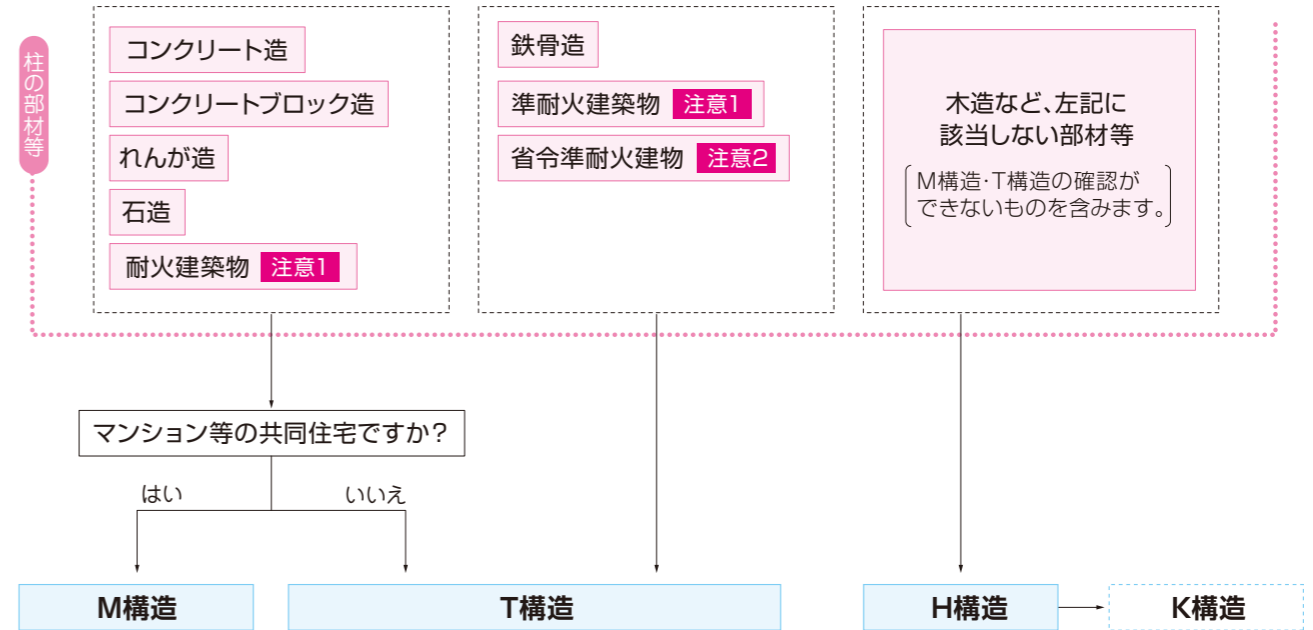 柱の部材等
コンクリート造
コンクリートブロック造
れんが造
石造
耐火建築物 注意1
鉄骨造
準耐火建築物 注意1
省令準耐火建物 注意2
木造など、左記に
該当しない部材等
M構造・T構造の確認が
できないものを含みます。
マンション等の共同住宅ですか?
はい
いいえ
M構造
T構造
H構造
K構造